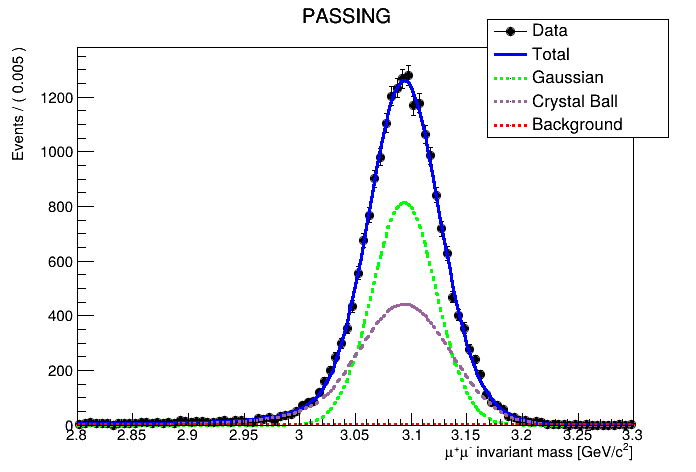 PASSING
Data
Total
Gaussian
Crystal Ball
Background
Events / ( 0.005 )
1200
1000
800
600
400
200
0
2.8 2.85 2.9 2.95 3 3.05 3.1 3.15 3.2 3.25 3.3
μ⁺μ⁻ invariant mass [GeV/c²]